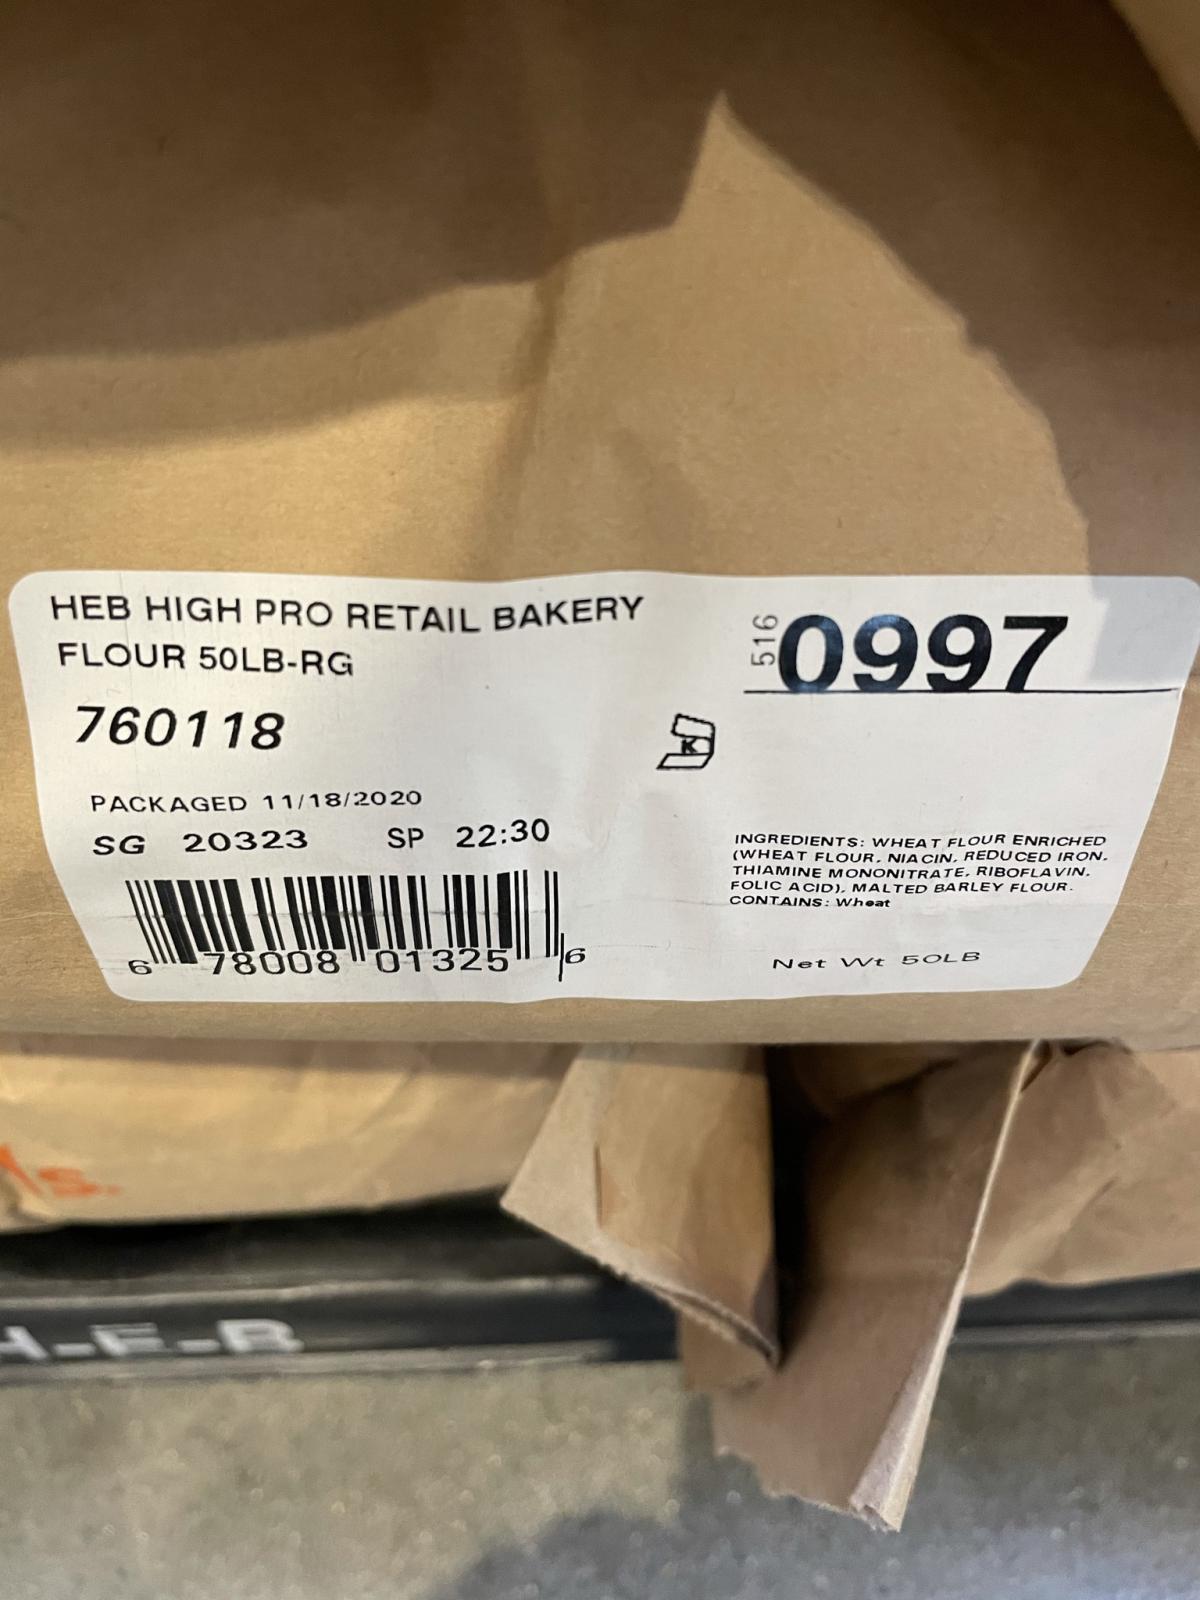 HEB HIGH PRO RETAIL BAKERY
FLOUR 50LB-RG
760118
PACKAGED 11/18/2020
SG 20323 SP 22:30
6 78008 01325 6
516
0997
K
INGREDIENTS: WHEAT FLOUR ENRICHED
(WHEAT FLOUR, NIACIN, REDUCED IRON,
THIAMINE MONONITRATE, RIBOFLAVIN,
FOLIC ACID), MALTED BARLEY FLOUR.
CONTAINS: Wheat
Net Wt 50LB
H-E-B